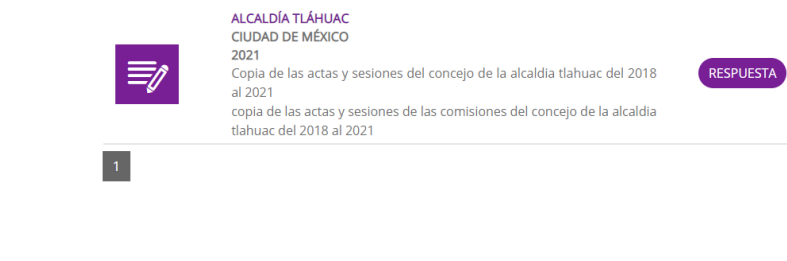 ALCALDÍA TLÁHUAC
CIUDAD DE MÉXICO
2021
Copia de las actas y sesiones del concejo de la alcaldia tlahuac del 2018
al 2021
copia de las actas y sesiones de las comisiones del concejo de la alcaldia
tlahuac del 2018 al 2021
RESPUESTA
1